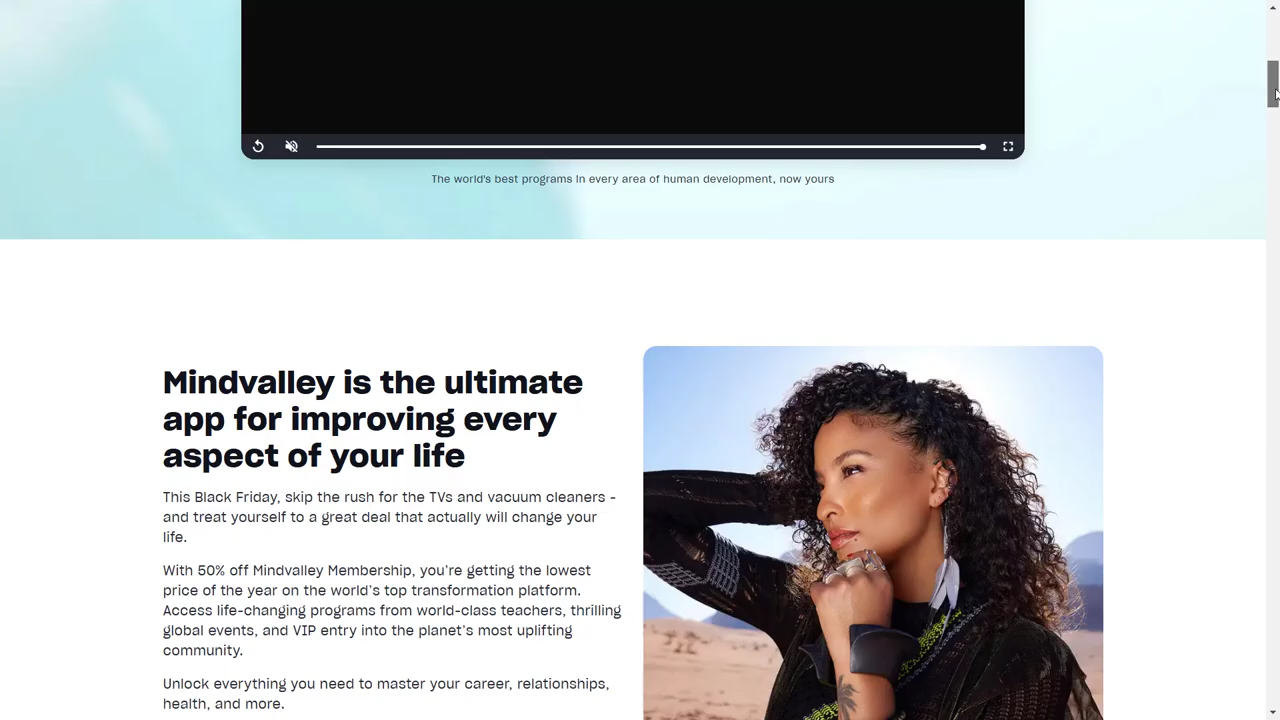 The world's best programs in every area of human development, now yours
Mindvalley is the ultimate
app for improving every
aspect of your life
This Black Friday, skip the rush for the TVs and vacuum cleaners -
and treat yourself to a great deal that actually will change your
life.
With 50% off Mindvalley Membership, you're getting the lowest
price of the year on the world's top transformation platform.
Access life-changing programs from world-class teachers, thrilling
global events, and VIP entry into the planet's most uplifting
community.
Unlock everything you need to master your career, relationships,
health, and more.